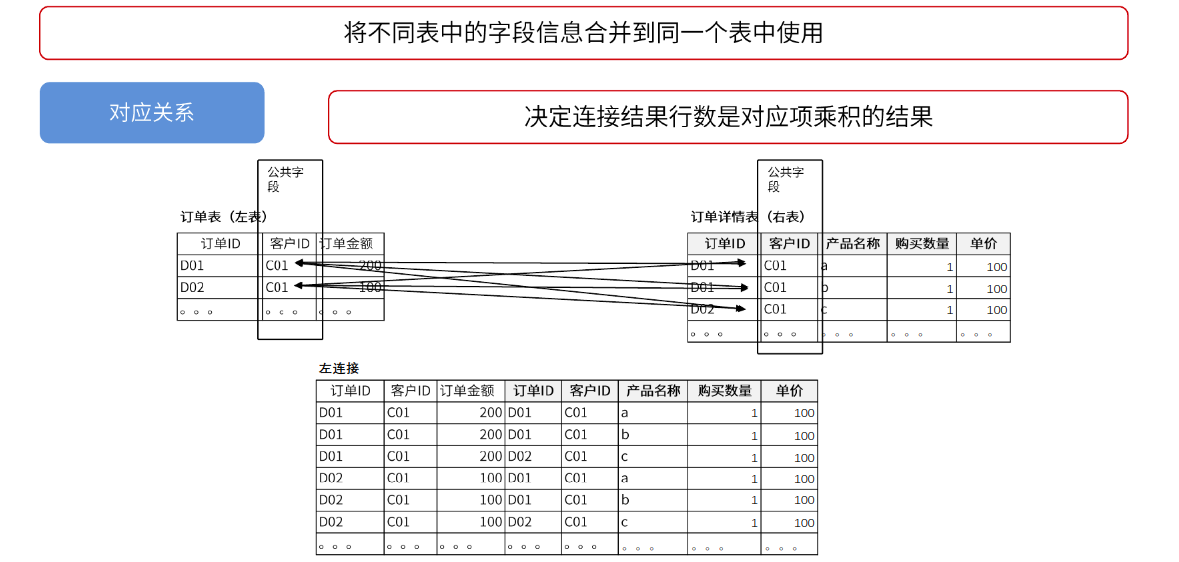 将不同表中的字段信息合并到同一个表中使用
对应关系
决定连接结果行数是对应项乘积的结果
公共字
段
公共字
段
订单表（左表）
订单详情表（右表）
订单ID 客户ID 订单金额
D01 C01 200
D02 C01 100
。。。 。。。 。。。
订单ID 客户ID 产品名称 购买数量 单价
D01 C01 a 1 100
D01 C01 b 1 100
D02 C01 c 1 100
。。。 。。。 。。。 。。。 。。。
左连接
订单ID 客户ID 订单金额 订单ID 客户ID 产品名称 购买数量 单价
D01 C01 200 D01 C01 a 1 100
D01 C01 200 D01 C01 b 1 100
D01 C01 200 D02 C01 c 1 100
D02 C01 100 D01 C01 a 1 100
D02 C01 100 D01 C01 b 1 100
D02 C01 100 D02 C01 c 1 100
。。。 。。。 。。。 。。。 。。。 。。。 。。。 。。。